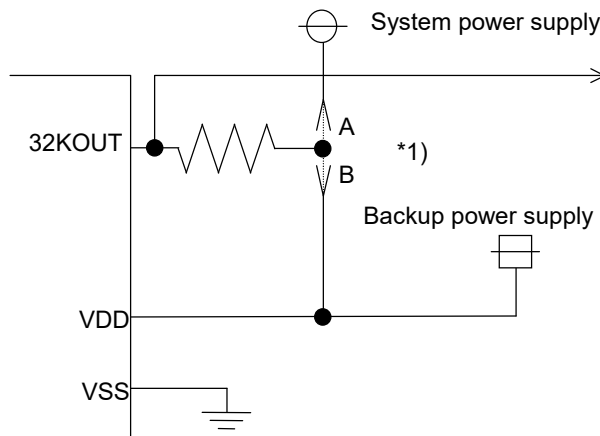 System power supply
A
32KOUT
*1)
B
Backup power supply
VDD
VSS